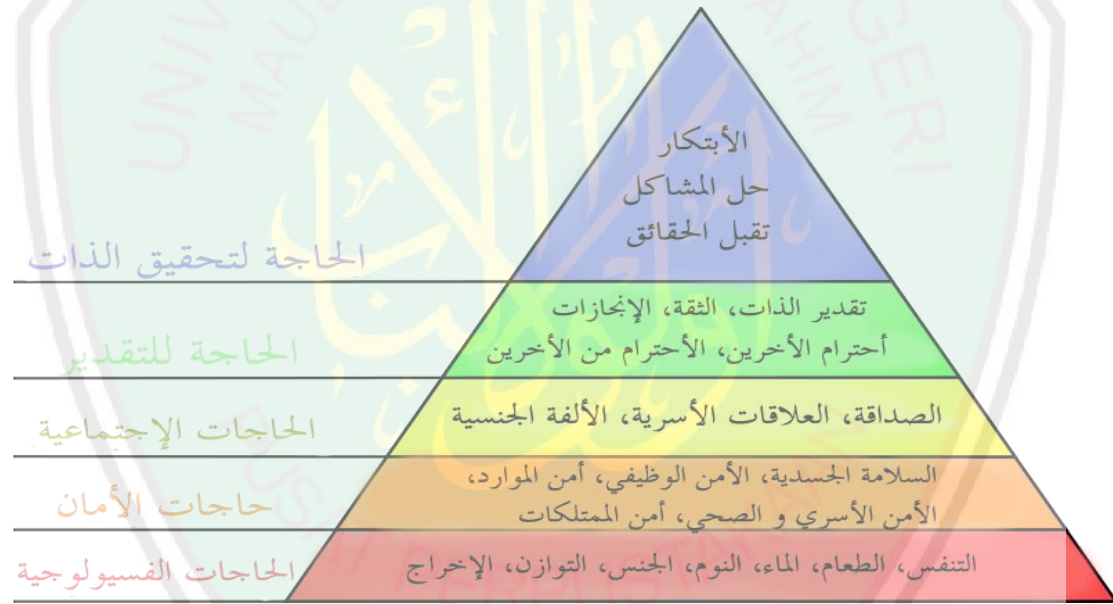 الأبتكار
حل المشاكل
تقبل الحقائق
الحاجة لتحقيق الذات
تقدير الذات، الثقة، الإنجازات
أحترام الأخرين، الأحترام من الأخرين
الحاجة للتقدير
الصداقة، العلاقات الأسرية، الألفة الجنسية
الحاجات الإجتماعية
السلامة الجسدية، الأمن الوظيفي، أمن الموارد،
الأمن الأسري و الصحي، أمن الممتلكات
حاجات الأمان
التنفس، الطعام، الماء، النوم، الجنس، التوازن، الإخراج
الحاجات الفسيولوجية